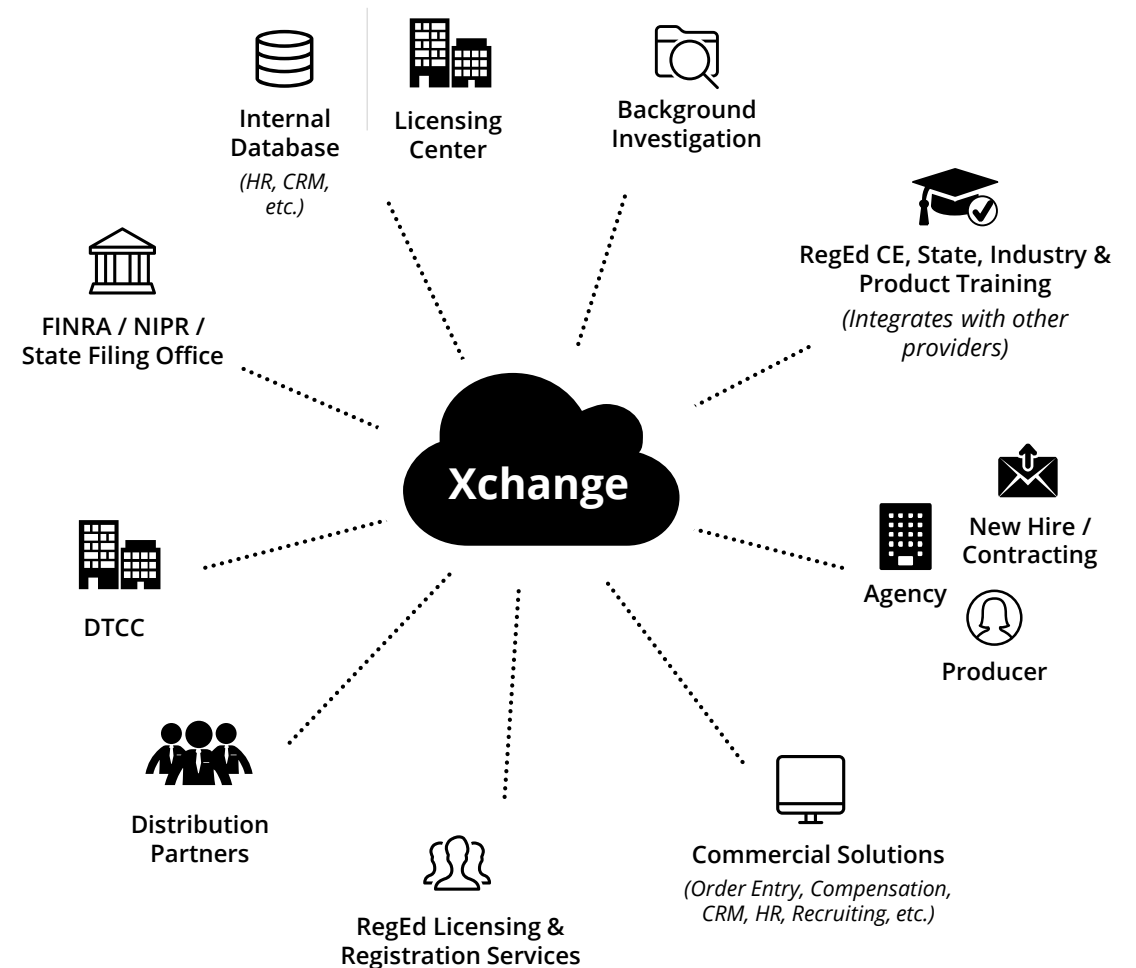 Internal
Database
(HR, CRM,
etc.)
Licensing
Center
Background
Investigation
RegEd CE, State, Industry &
Product Training
(Integrates with other
providers)
FINRA / NIPR /
State Filing Office
Xchange
New Hire /
Contracting
Agency
Producer
DTCC
Distribution
Partners
RegEd Licensing &
Registration Services
Commercial Solutions
(Order Entry, Compensation,
CRM, HR, Recruiting, etc.)